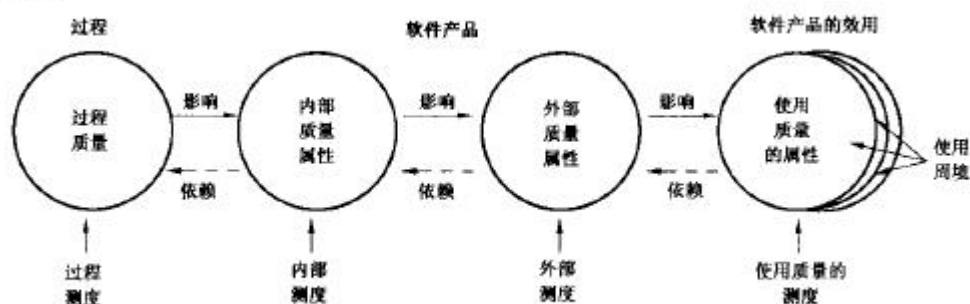 过程 软件产品 软件产品的效用
过程
质量
影响
依赖
内部
质量
属性
影响
依赖
外部
质量
属性
影响
依赖
使用
质量
的属性
使用
周境
过程
测度
内部
测度
外部
测度
使用质量的
测度